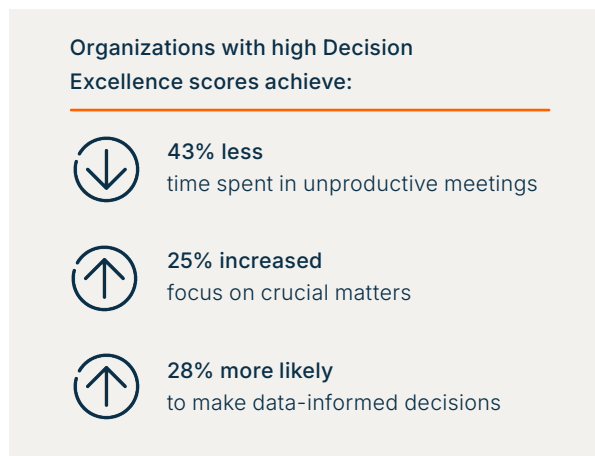 Organizations with high Decision
Excellence scores achieve:
43% less
time spent in unproductive meetings
25% increased
focus on crucial matters
28% more likely
to make data-informed decisions